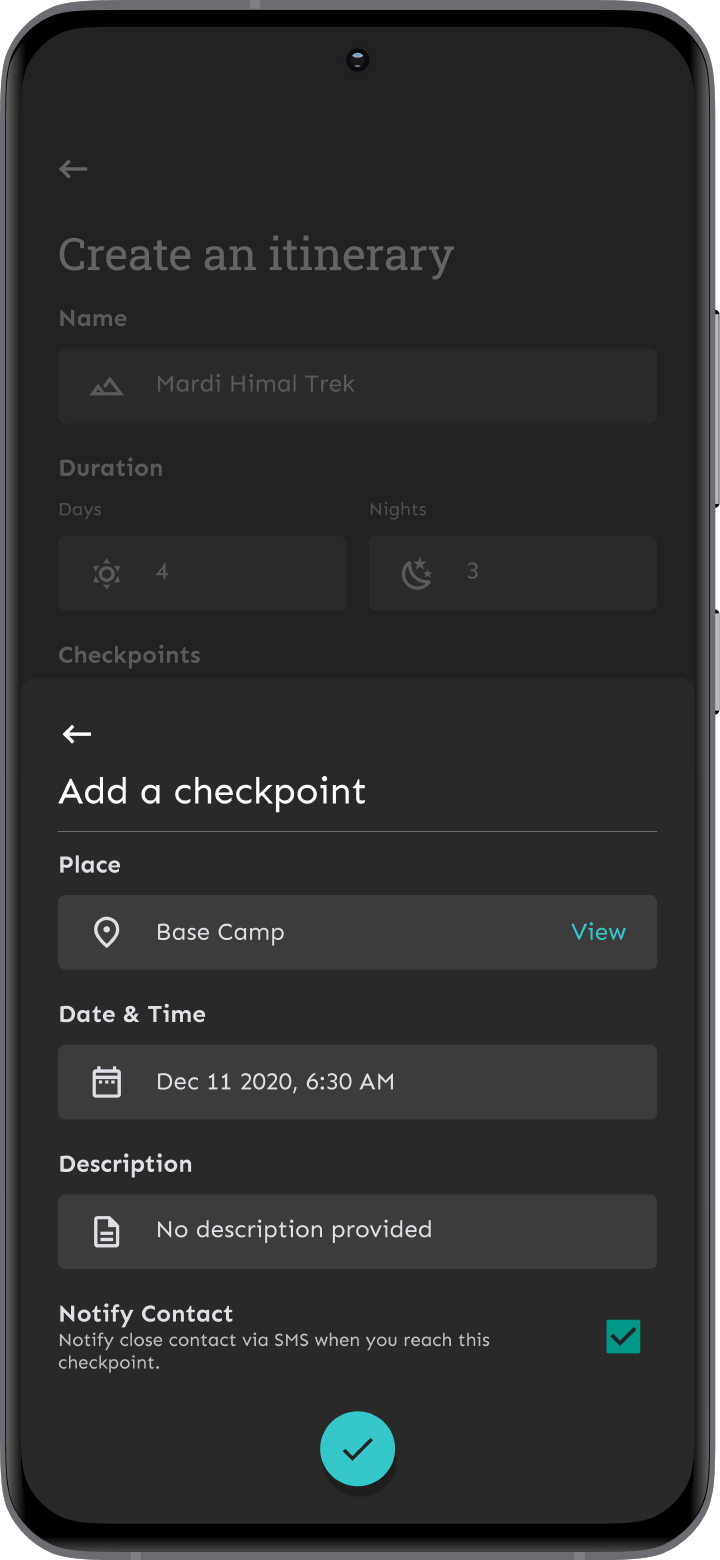 Create an itinerary
Name
Mardi Himal Trek
Duration
Days
Nights
4
3
Checkpoints
Add a checkpoint
Place
Base Camp
View
Date & Time
Dec 11 2020, 6:30 AM
Description
No description provided
Notify Contact
Notify close contact via SMS when you reach this
checkpoint.